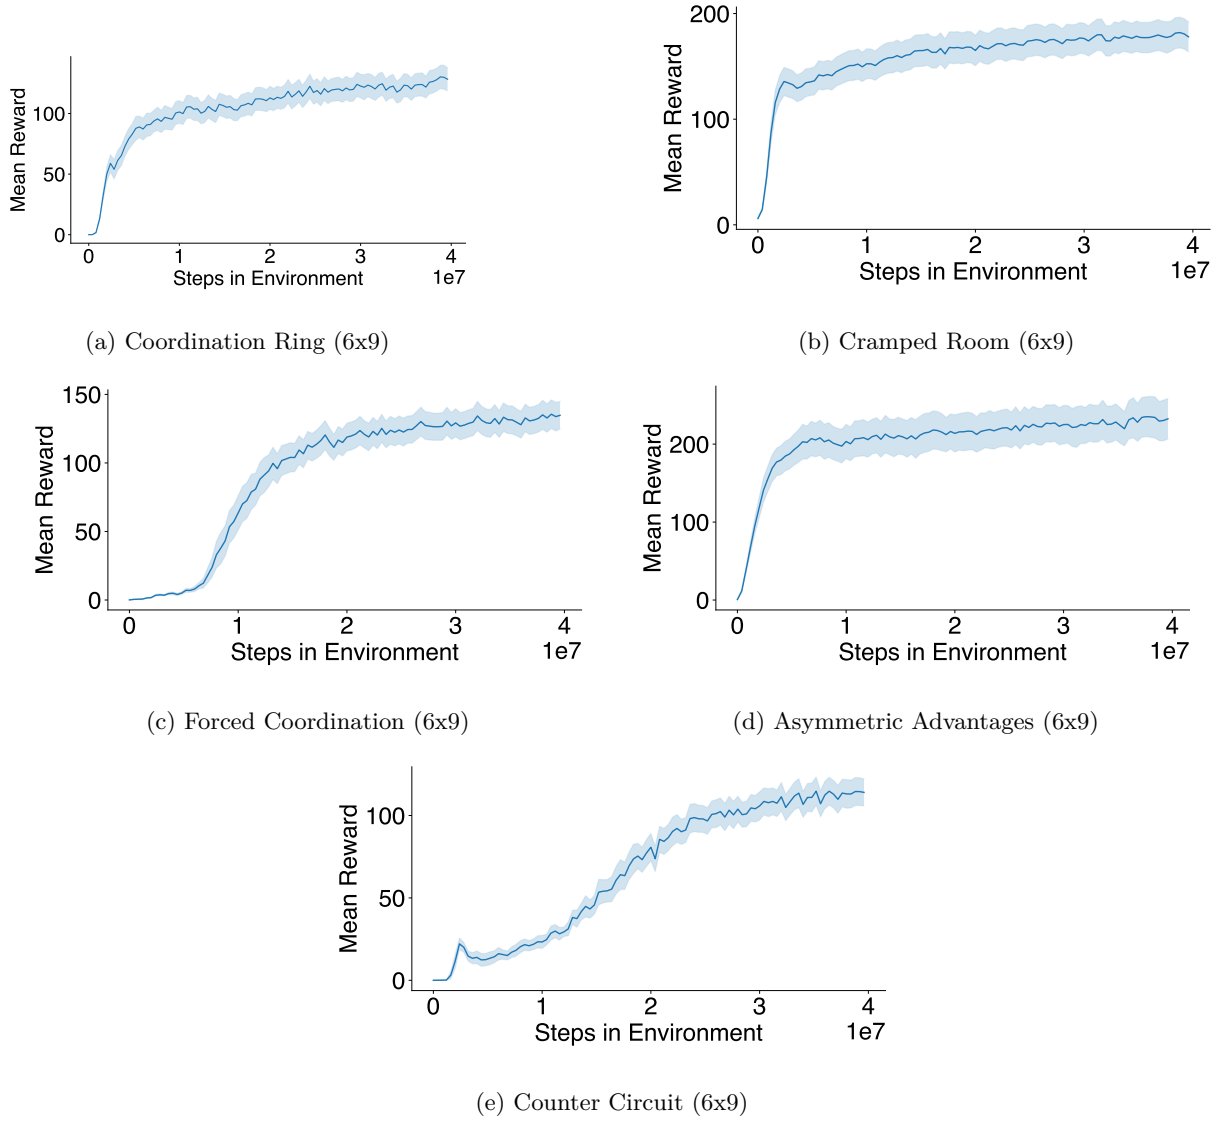 Mean Reward
100
50
0
0 1 2 3 4
Steps in Environment 1e7
(a) Coordination Ring (6x9)
Mean Reward
200
100
0
0 1 2 3 4
Steps in Environment 1e7
(b) Cramped Room (6x9)
Mean Reward
150
100
50
0
0 1 2 3 4
Steps in Environment 1e7
(c) Forced Coordination (6x9)
Mean Reward
200
100
0
0 1 2 3 4
Steps in Environment 1e7
(d) Asymmetric Advantages (6x9)
Mean Reward
100
50
0
0 1 2 3 4
Steps in Environment 1e7
(e) Counter Circuit (6x9)